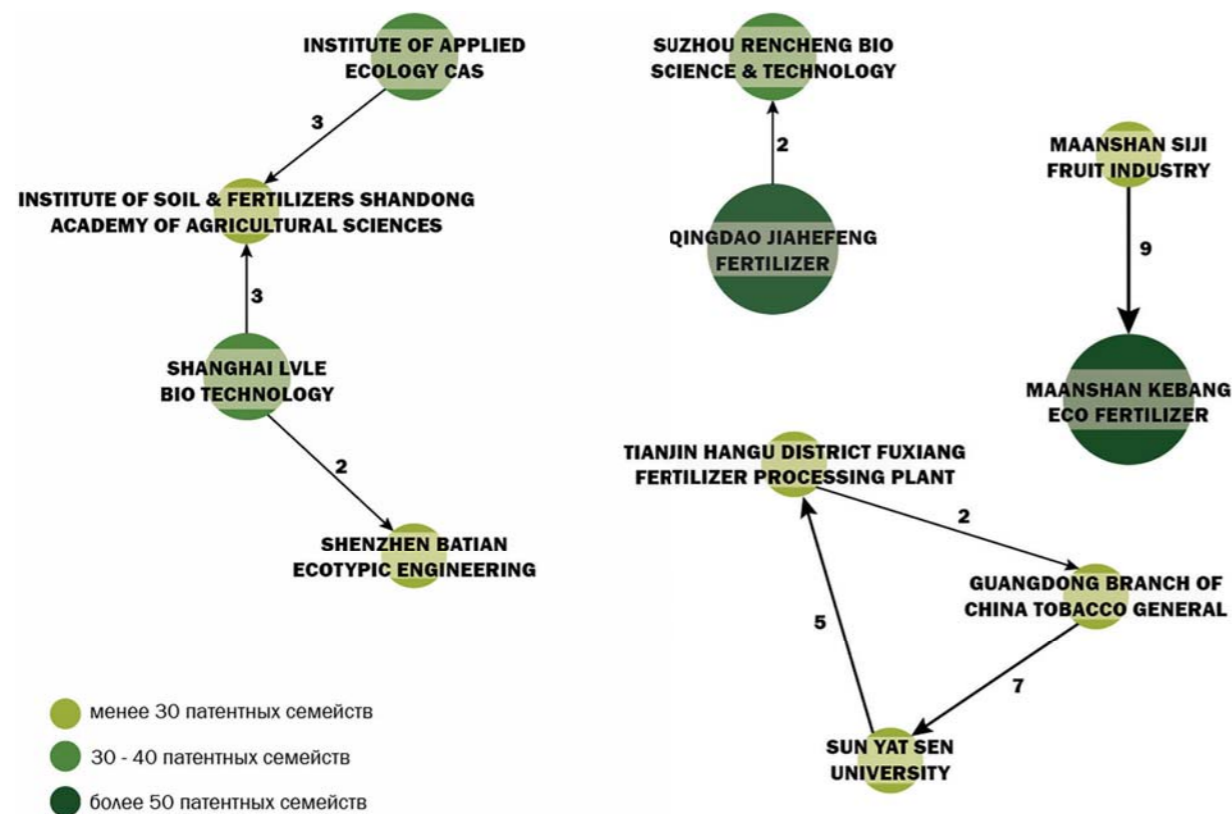 INSTITUTE OF APPLIED
ECOLOGY CAS
3
INSTITUTE OF SOIL & FERTILIZERS SHANDONG
ACADEMY OF AGRICULTURAL SCIENCES
3
SHANGHAI LVLE
BIO TECHNOLOGY
2
SHENZHEN BATIAN
ECOTYPIC ENGINEERING
SUZHOU RENCHENG BIO
SCIENCE & TECHNOLOGY
2
QINGDAO JIAHEFENG
FERTILIZER
MAANSHAN SIJI
FRUIT INDUSTRY
9
MAANSHAN KEBANG
ECO FERTILIZER
TIANJIN HANGU DISTRICT FUXIANG
FERTILIZER PROCESSING PLANT
2
GUANGDONG BRANCH OF
CHINA TOBACCO GENERAL
5
7
SUN YAT SEN
UNIVERSITY
менее 30 патентных семейств
30 - 40 патентных семейств
более 50 патентных семейств